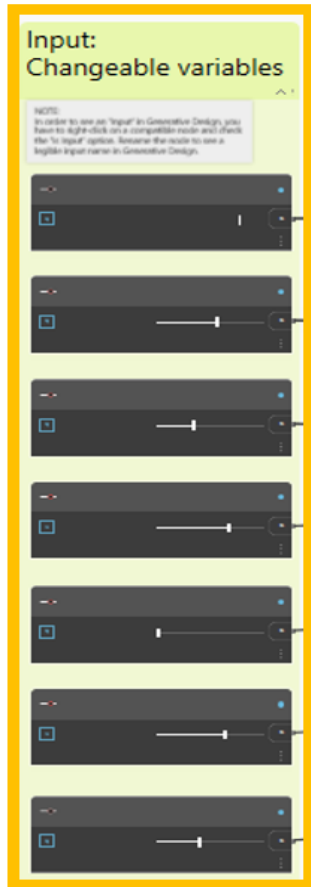 Input:
Changeable variables
NOTE:
In order to see an "Input" in Generative Design, you
have to right-click on a compatible node and check
the "Is Input" option. Rename the node to see a
legible input name in Generative Design.